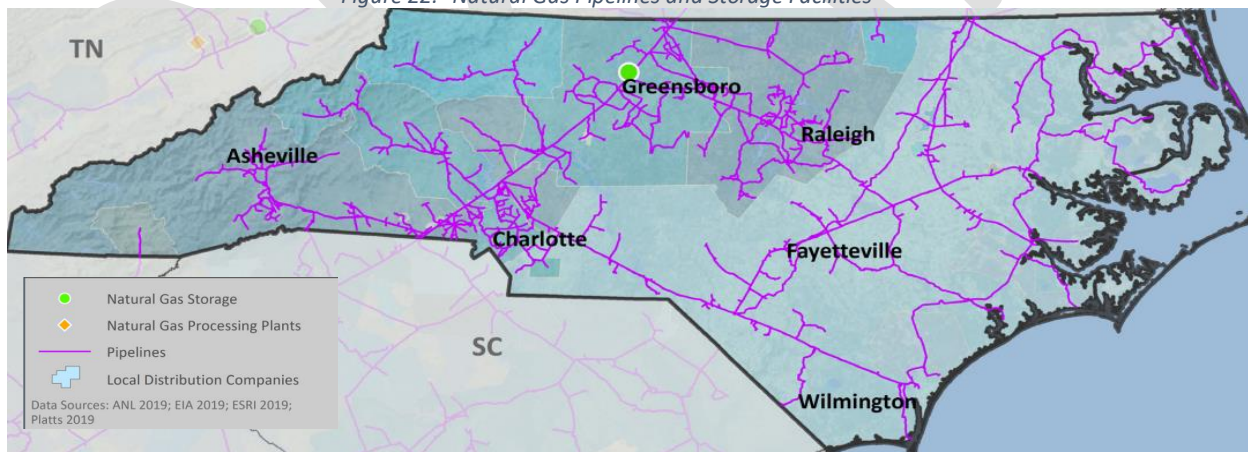 Figure 22: Natural Gas Pipelines and Storage Facilities
TN
Greensboro
Raleigh
Asheville
Charlotte
Fayetteville
Natural Gas Storage
Natural Gas Processing Plants
Pipelines
SC
Local Distribution Companies
Data Sources: ANL 2019; EIA 2019; ESRI 2019;
Platts 2019
Wilmington